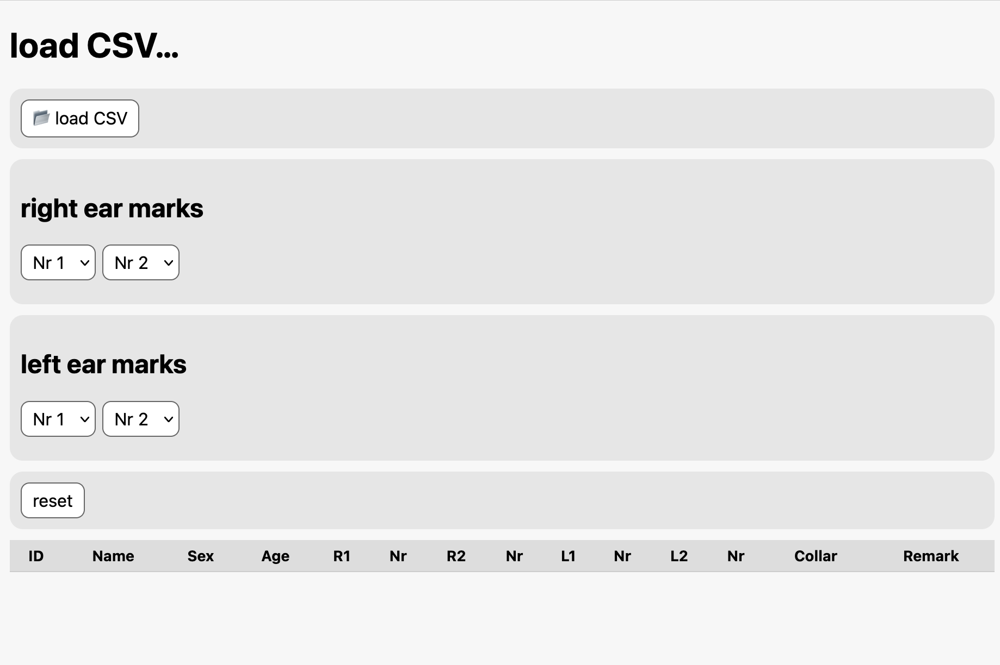 load CSV...
load CSV
right ear marks
Nr 1 Nr 2
left ear marks
Nr 1 Nr 2
reset
ID Name Sex Age R1 Nr R2 Nr L1 Nr L2 Nr Collar Remark